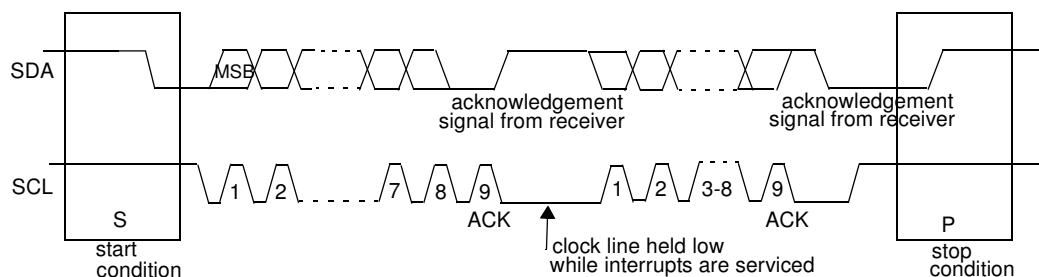 SDA
MSB
acknowledgement
signal from receiver
acknowledgement
signal from receiver
SCL
1
2
7
8
9
1
2
3-8
9
S
ACK
ACK
P
start
condition
clock line held low
while interrupts are serviced
stop
condition